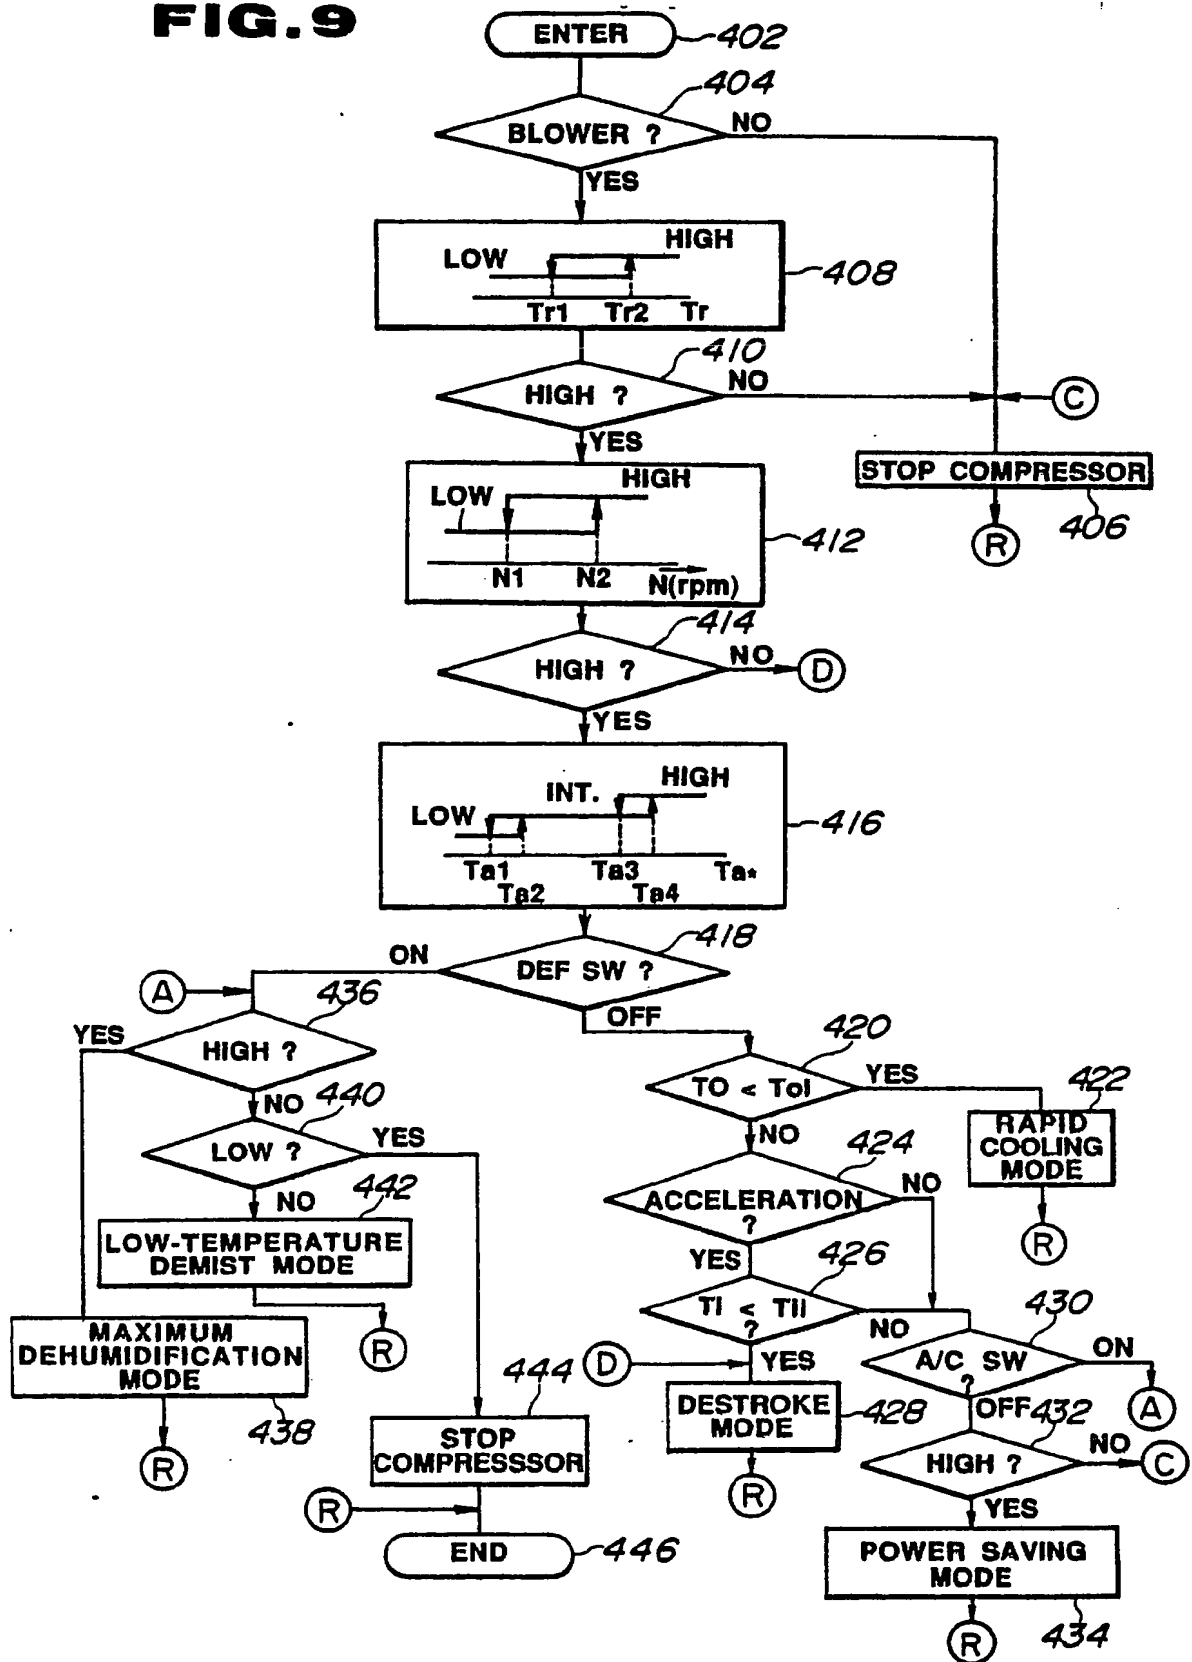 FIG.9
ENTER 402
404
BLOWER ? NO
YES
HIGH
LOW 408
Tr1 Tr2 Tr
410
HIGH ? NO
C
YES
STOP COMPRESSOR
406
R
HIGH
LOW
412
N1 N2 N(rpm)
414
HIGH ? NO D
YES
HIGH
INT.
LOW 416
Ta1 Ta3 Ta*
Ta2 Ta4
418
ON DEF SW ?
OFF
A
436
YES HIGH ?
NO 440
LOW ? YES
NO 442
LOW-TEMPERATURE
DEMIST MODE
R
MAXIMUM
DEHUMIDIFICATION
MODE
438
R
444
STOP
COMPRESSSOR
R
END 446
420
TO < Tol YES
422
RAPID
COOLING
MODE
R
NO 424
ACCELERATION
? NO
YES 426
TI < TII
? NO
D YES
DESTROKE
MODE 428
R
430
A/C SW
? ON
A
OFF 432
HIGH ? NO C
YES
POWER SAVING
MODE
434
R